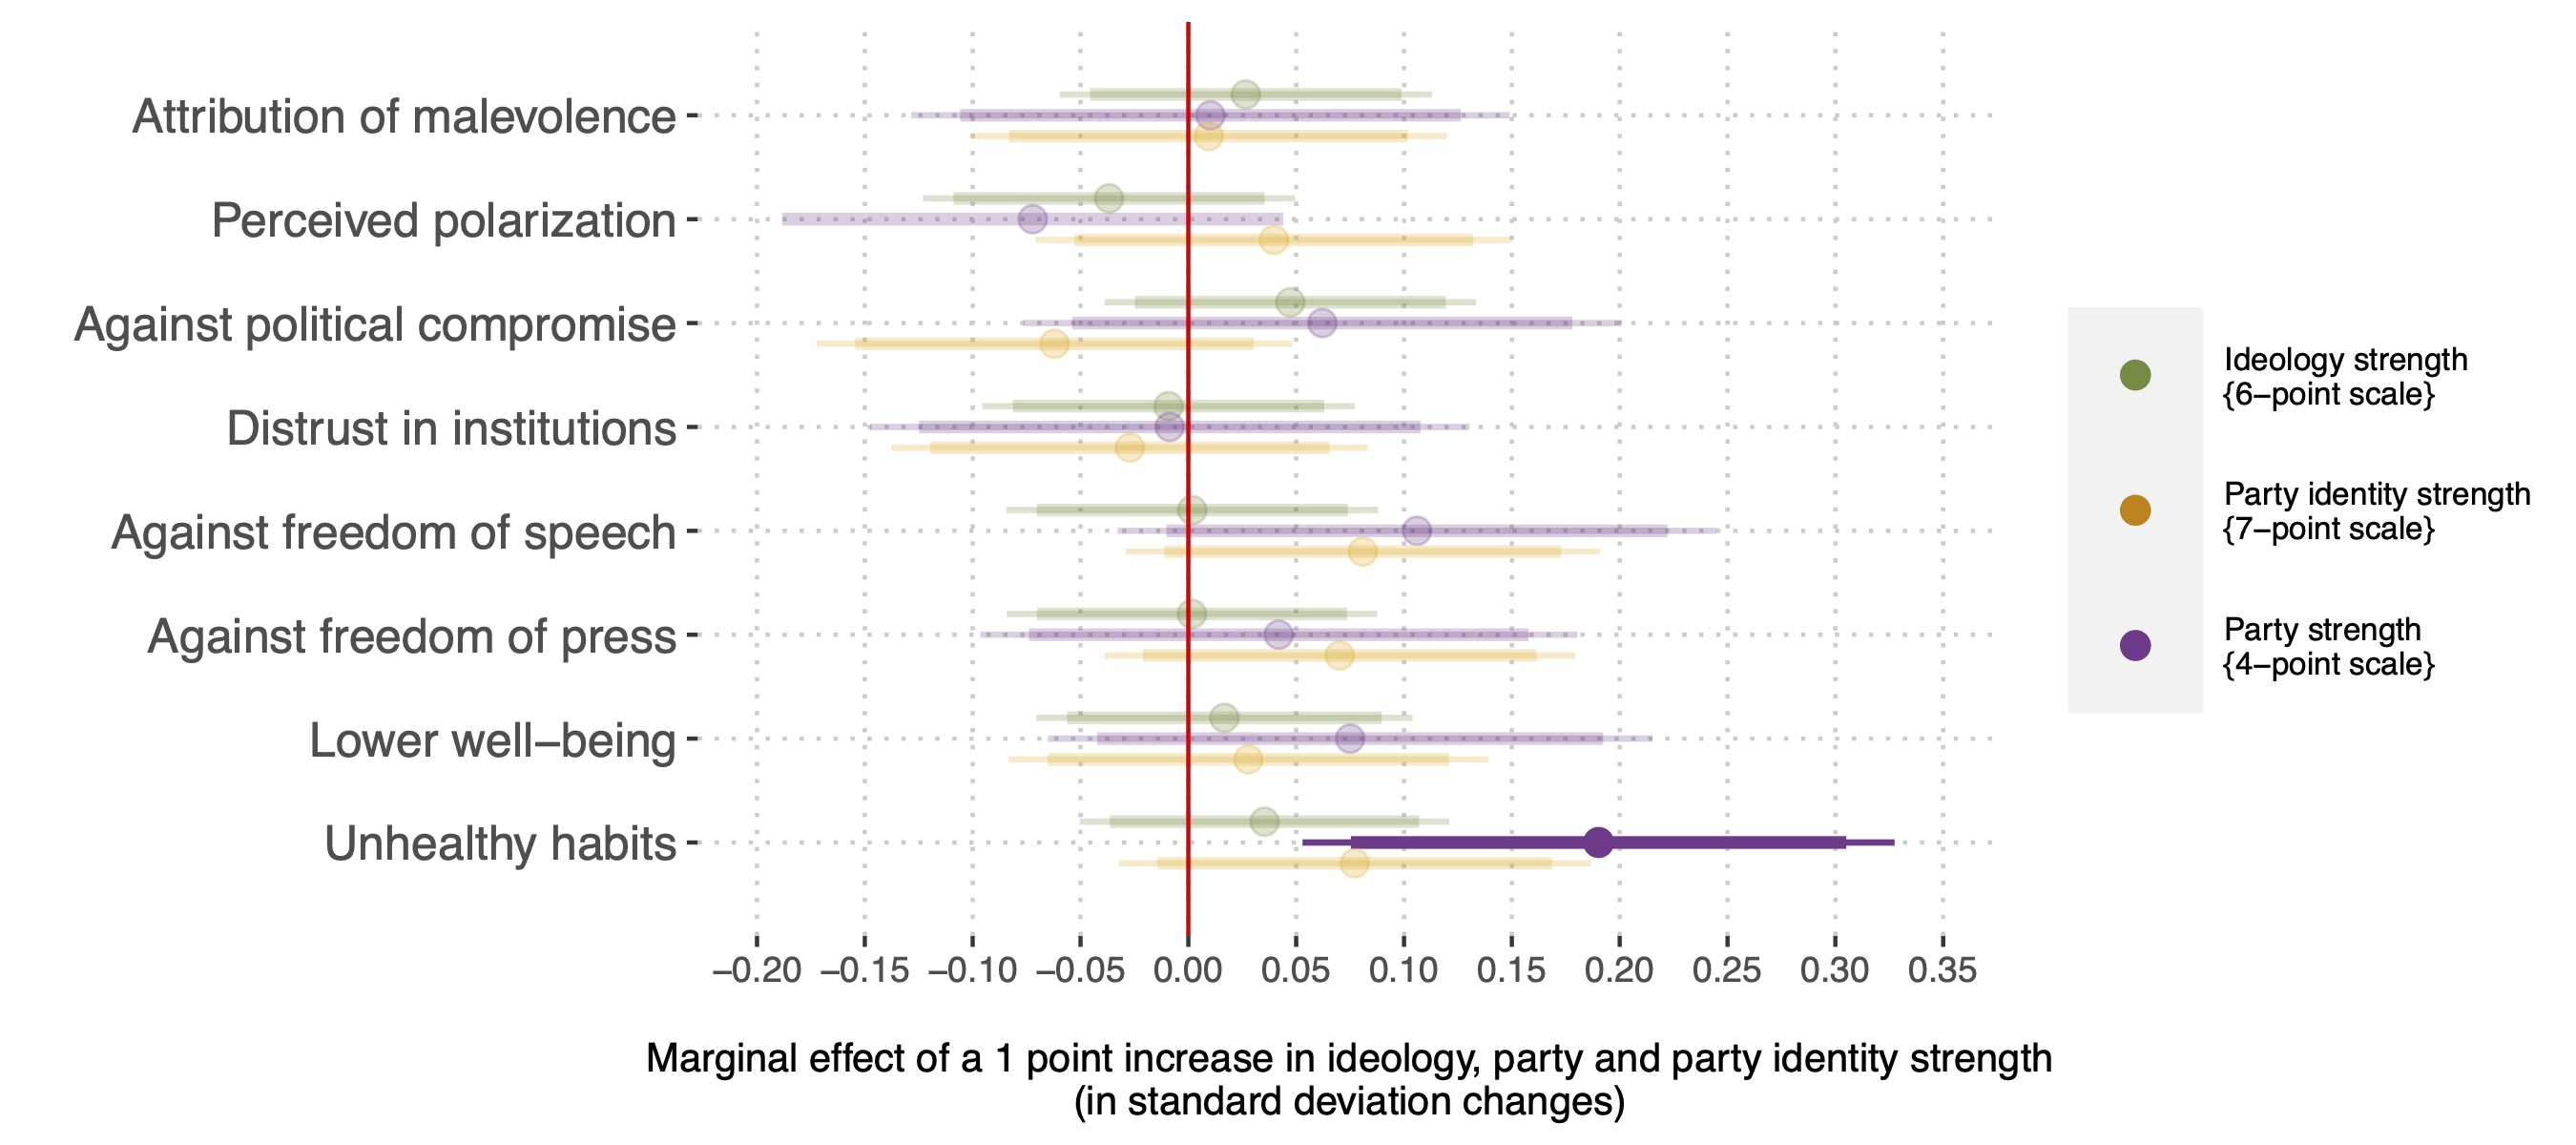 Attribution of malevolence
Perceived polarization
Against political compromise
Distrust in institutions
Against freedom of speech
Against freedom of press
Lower well–being
Unhealthy habits
−0.20 −0.15 −0.10 −0.05 0.00 0.05 0.10 0.15 0.20 0.25 0.30 0.35
Marginal effect of a 1 point increase in ideology, party and party identity strength
(in standard deviation changes)
Ideology strength
{6–point scale}
Party identity strength
{7–point scale}
Party strength
{4–point scale}